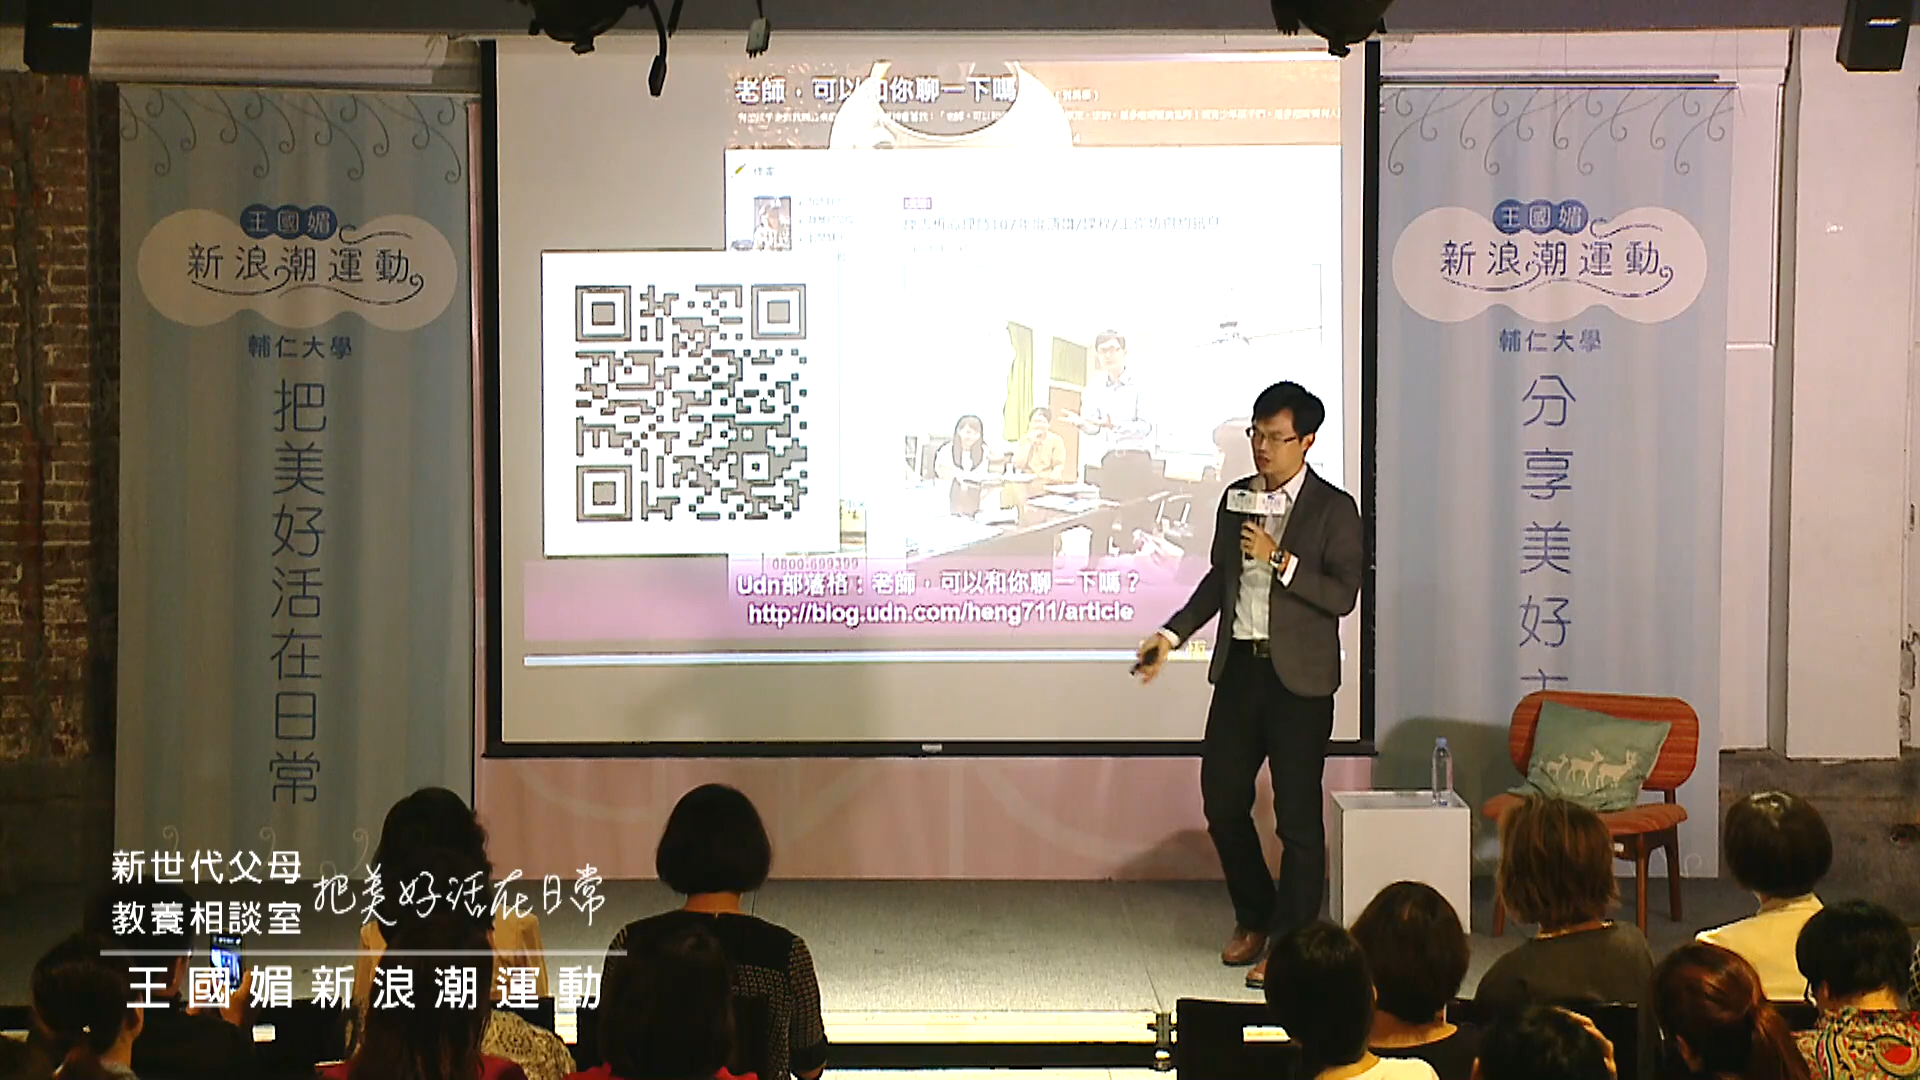 老師，可以和你聊一下嗎
作家
0800-699399
Udn部落格：老師，可以和你聊一下嗎？
http://blog.udn.com/heng711/article
王國媚
新浪潮運動
輔仁大學
把美好活在日常
王國媚
新浪潮運動
輔仁大學
分享美好
新世代父母
教養相談室
把美好活在日常
王國媚新浪潮運動